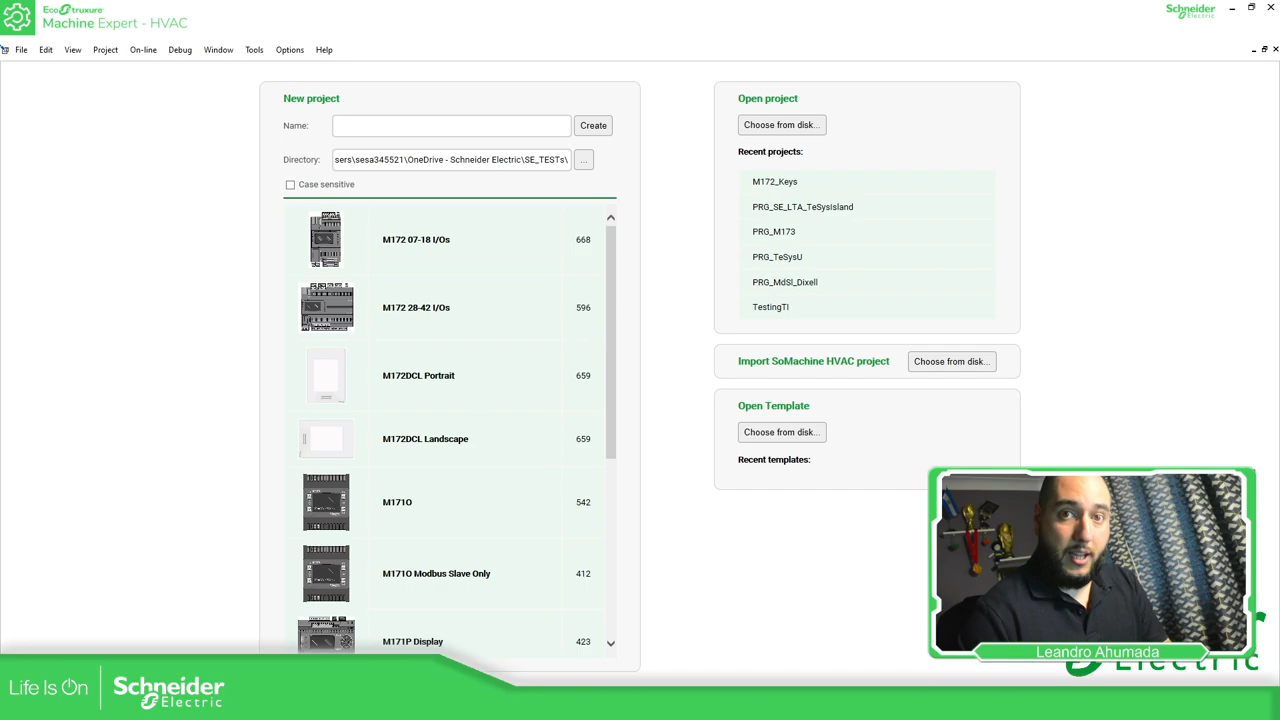 EcoStruxure
Machine Expert - HVAC
Schneider
Electric
File Edit View Project On-line Debug Window Tools Options Help
New project
Name:
Create
Directory:
sers\sesa345521\OneDrive - Schneider Electric\SE_TESTs\
...
Case sensitive
M172 07-18 I/Os 668
M172 28-42 I/Os 596
M172DCL Portrait 659
M172DCL Landscape 659
M171O 542
M171O Modbus Slave Only 412
M171P Display 423
Open project
Choose from disk...
Recent projects:
M172_Keys
PRG_SE_LTA_TeSysIsland
PRG_M173
PRG_TeSysU
PRG_MdSl_Dixell
TestingTI
Import SoMachine HVAC project
Choose from disk...
Open Template
Choose from disk...
Recent templates:
Leandro Ahumada
Electric
Life Is On
Schneider
Electric